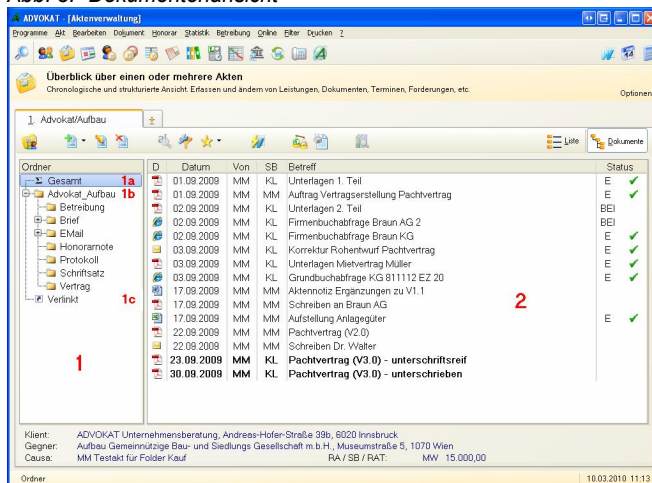 Abb. 8: Dokumentenansicht
ADVOKAT - [Aktenverwaltung]
Programme Akt Bearbeiten Dokument Honorar Statistik Betreibung Online Filter Drucken ?
Überblick über einen oder mehrere Akten
Chronologische und strukturierte Ansicht. Erfassen und ändern von Leistungen, Dokumenten, Terminen, Forderungen, etc.
Optionen
1. Advokat/Aufbau
Liste Dokumente
Ordner
Σ Gesamt 1a
Advokat_Aufbau 1b
Betreibung
Brief
EMail
Honorarnote
Protokoll
Schriftsatz
Vertrag
Verlinkt 1c
1
D Datum Von SB Betreff Status
01.09.2009 MM KL Unterlagen 1. Teil E ✔
01.09.2009 MM MM Auftrag Vertragserstellung Pachtvertrag E ✔
02.09.2009 MM KL Unterlagen 2. Teil BEI
02.09.2009 MM KL Firmenbuchabfrage Braun AG 2 BEI
02.09.2009 MM KL Firmenbuchabfrage Braun KG E ✔
03.09.2009 MM KL Korrektur Rohentwurf Pachtvertrag E ✔
03.09.2009 MM KL Unterlagen Mietvertrag Müller E ✔
03.09.2009 MM KL Grundbuchabfrage KG 811112 EZ 20 E ✔
17.09.2009 MM MM Aktennotiz Ergänzungen zu V1.1
17.09.2009 MM MM Schreiben an Braun AG
17.09.2009 MM MM Aufstellung Anlagegüter E ✔
22.09.2009 MM MM Pachtvertrag (V2.0)
22.09.2009 MM MM Schreiben Dr. Walter
23.09.2009 MM KL Pachtvertrag (V3.0) - unterschriftsreif
30.09.2009 MM KL Pachtvertrag (V3.0) - unterschrieben
2
Klient: ADVOKAT Unternehmensberatung, Andreas-Hofer-Straße 39b, 6020 Innsbruck
Gegner: Aufbau Gemeinnützige Bau- und Siedlungs Gesellschaft m.b.H., Museumstraße 5, 1070 Wien
Causa: MM Testakt für Folder Kauf RA / SB / RAT: MW 15.000,00
Ordner 10.03.2010 11:13